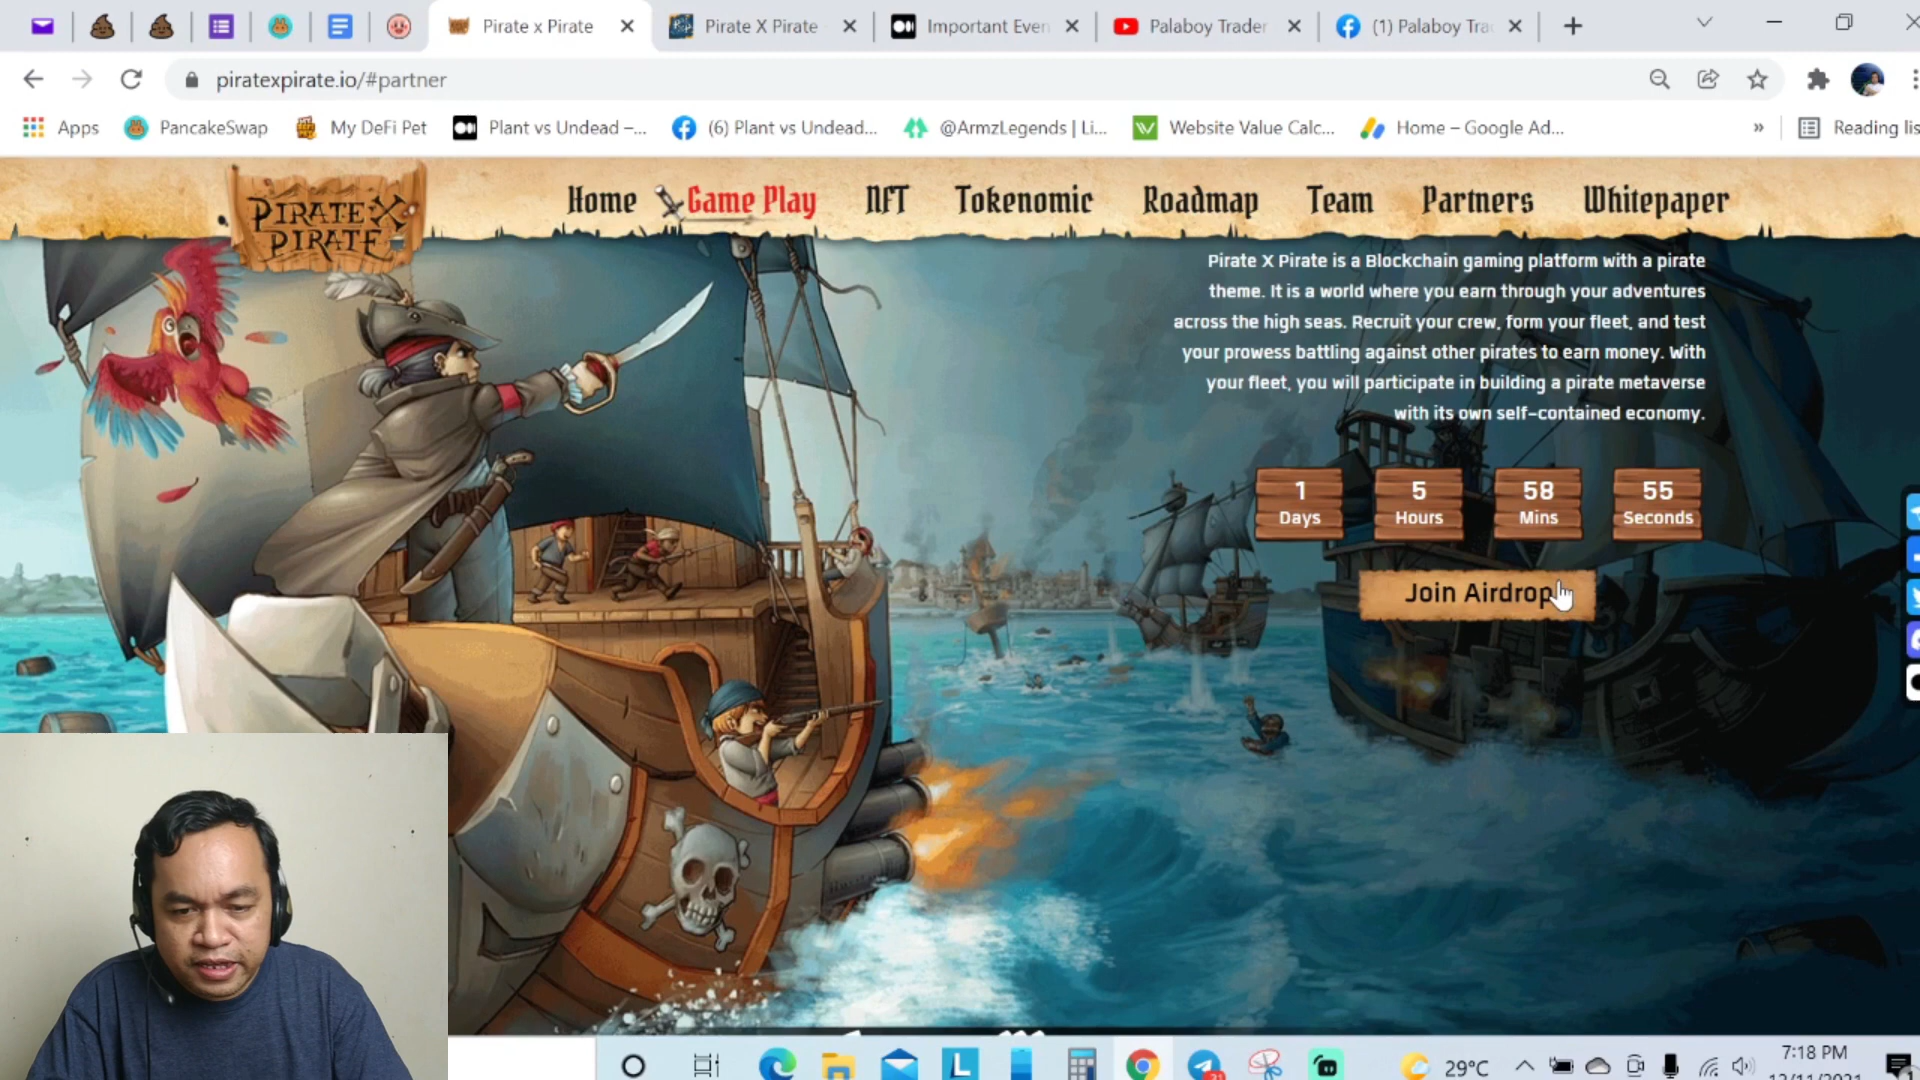 Pirate x Pirate
Pirate X Pirate
Important Even
Palaboy Trader
(1) Palaboy Tra
piratexpirate.io/#partner
Apps
PancakeSwap
My DeFi Pet
Plant vs Undead –...
(6) Plant vs Undead...
@ArmzLegends | Li...
Website Value Calc...
Home – Google Ad...
»
Reading lis
PIRATE X
PIRATE
Home
Game Play
NFT
Tokenomic
Roadmap
Team
Partners
Whitepaper
Pirate X Pirate is a Blockchain gaming platform with a pirate
theme. It is a world where you earn through your adventures
across the high seas. Recruit your crew, form your fleet, and test
your prowess battling against other pirates to earn money. With
your fleet, you will participate in building a pirate metaverse
with its own self-contained economy.
1 5 58 55
Days Hours Mins Seconds
Join Airdrop
L
29°C
7:18 PM